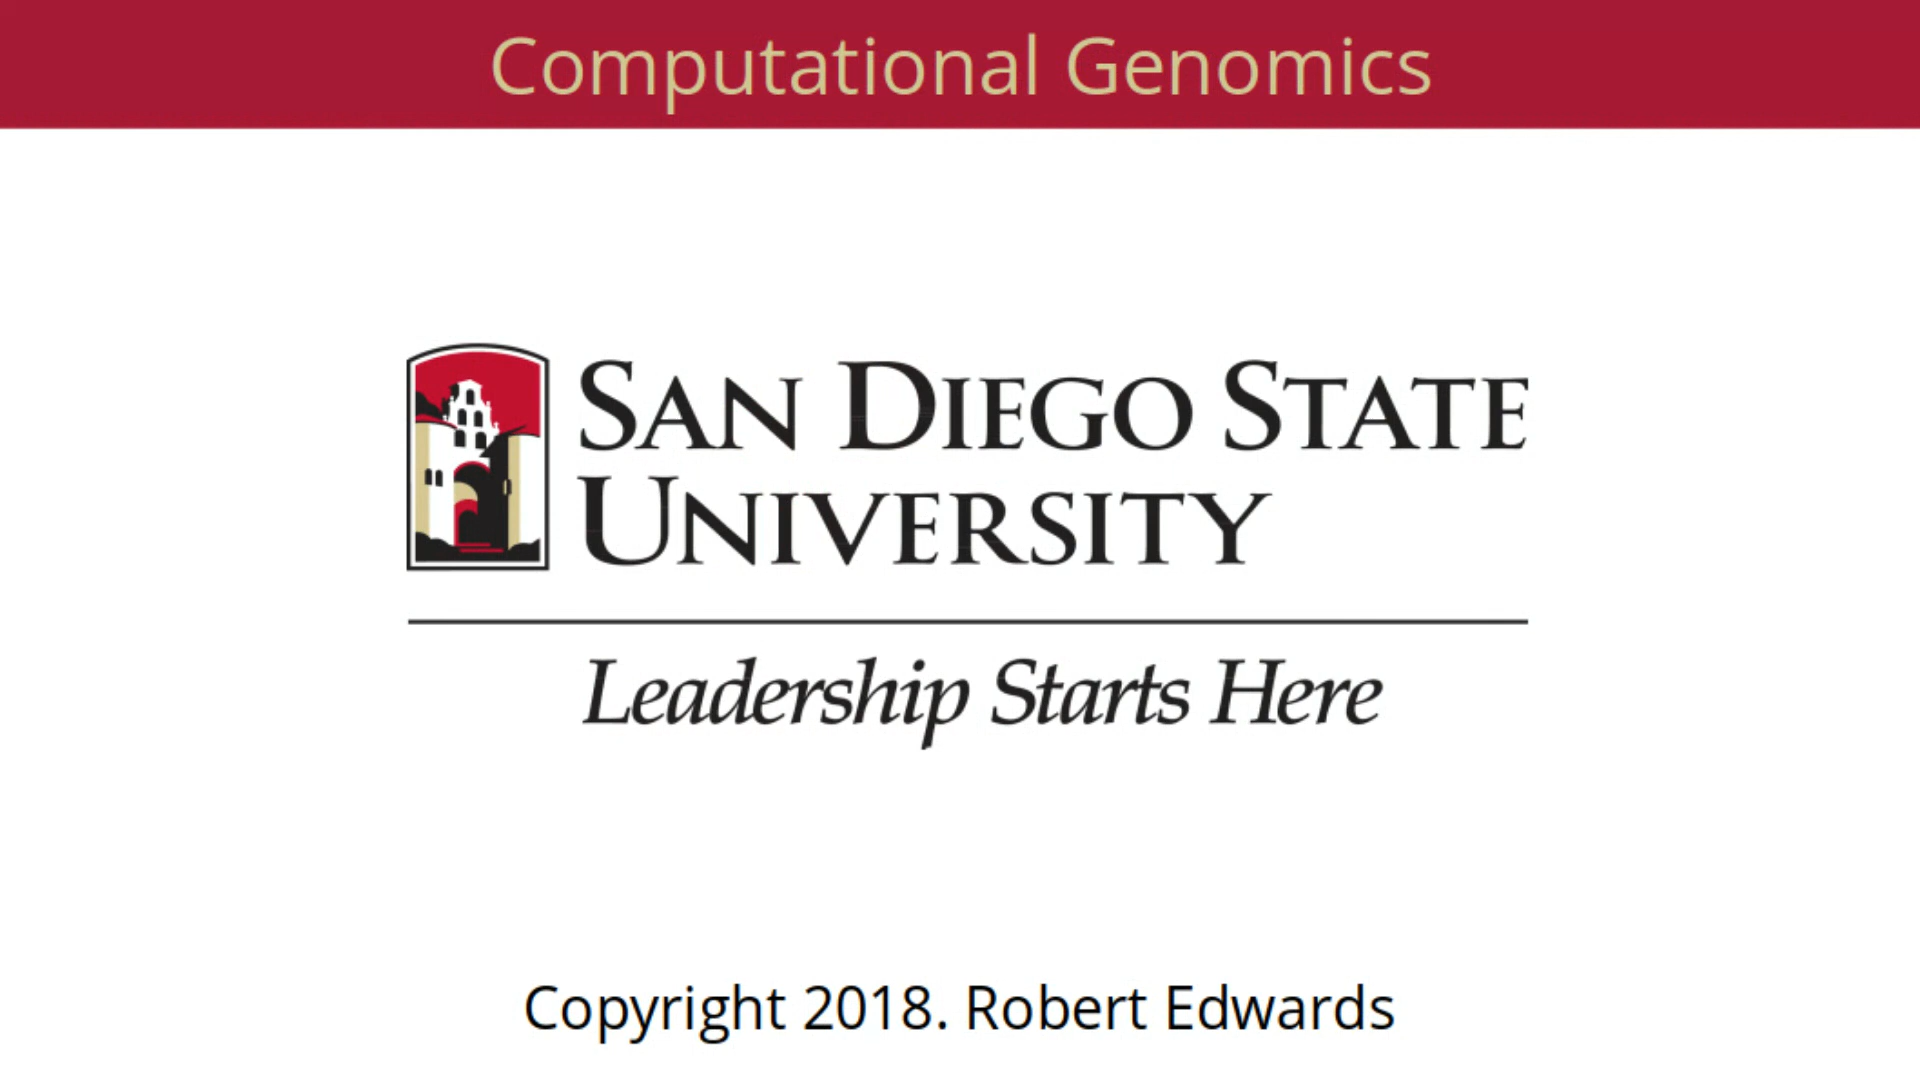 Computational Genomics
SAN DIEGO STATE
UNIVERSITY
Leadership Starts Here
Copyright 2018. Robert Edwards